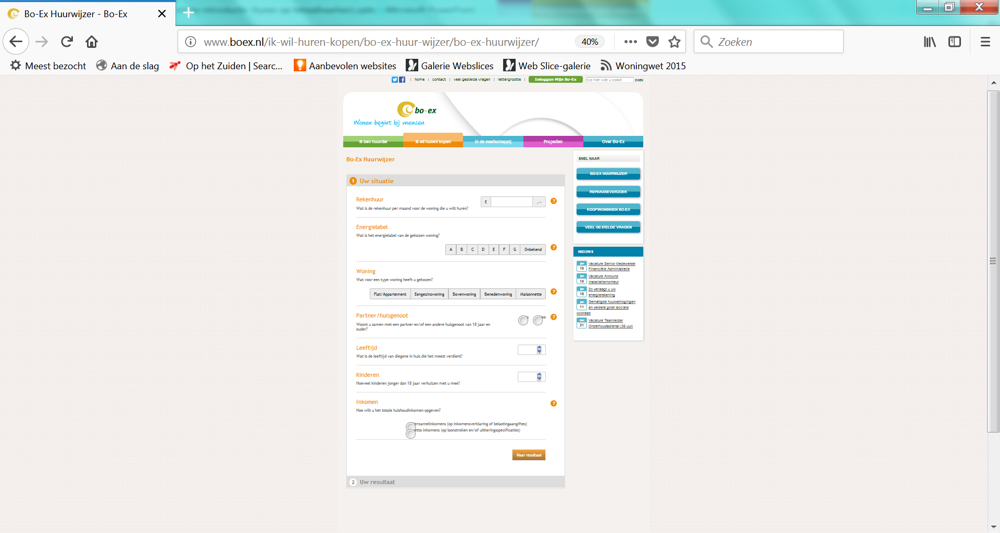 Bo-Ex Huurwijzer - Bo-Ex
www.boex.nl/ik-wil-huren-kopen/bo-ex-huur-wijzer/bo-ex-huurwijzer/
40%
Zoeken
Meest bezocht
Aan de slag
Op het Zuiden | Searc...
Aanbevolen websites
Galerie Webslices
Web Slice-galerie
Woningwet 2015
| home | contact | veel gestelde vragen | lettergrootte |
Inloggen Mijn Bo-Ex
typ hier wat u zoekt
zoek
bo-ex
Wonen begint bij mensen
Ik ben huurder
Ik wil huren/ kopen
In de maatschappij
Projecten
Over Bo-Ex
Bo-Ex Huurwijzer
1 Uw situatie
Rekenhuur
Wat is de rekenhuur per maand voor de woning die u wilt huren?
€
,--
?
Energielabel
Wat is het energielabel van de gekozen woning?
A B C D E F G Onbekend
?
Woning
Wat voor een type woning heeft u gekozen?
Flat/Appartement Eengezinswoning Bovenwoning Benedenwoning Maisonnette
?
Partner/huisgenoot
Woont u samen met een partner en/of een andere huisgenoot van 18 jaar en
ouder?
?
Leeftijd
Wat is de leeftijd van diegene in huis die het meest verdient?
Kinderen
Hoeveel kinderen jonger dan 18 jaar verhuizen met u mee?
Inkomen
?
Hoe wilt u het totale huishoudinkomen opgeven?
erzamelinkomens (op inkomensverklaring of belastingaangiftes)
etto inkomens (op loonstroken en/of uitkeringsspecificaties)
Naar resultaat
2 Uw resultaat
SNEL NAAR
BO-EX HUURWIJZER
REPARATIEVERZOEK
KOOPWONINGEN BO-EX
VEEL GESTELDE VRAGEN
NIEUWS
jan 19 Vacature Senior Medewerker
Financiële Administratie
jan 19 Vacature Allround
Installatiemonteur
jan 16 Zo verlaagt u uw
energierekening
jan 11 Gematigde huurverhogingen
en verdere groei sociale
voorraad
dec 21 Vacature Teamleider
Onderhoudsdienst (36 uur)